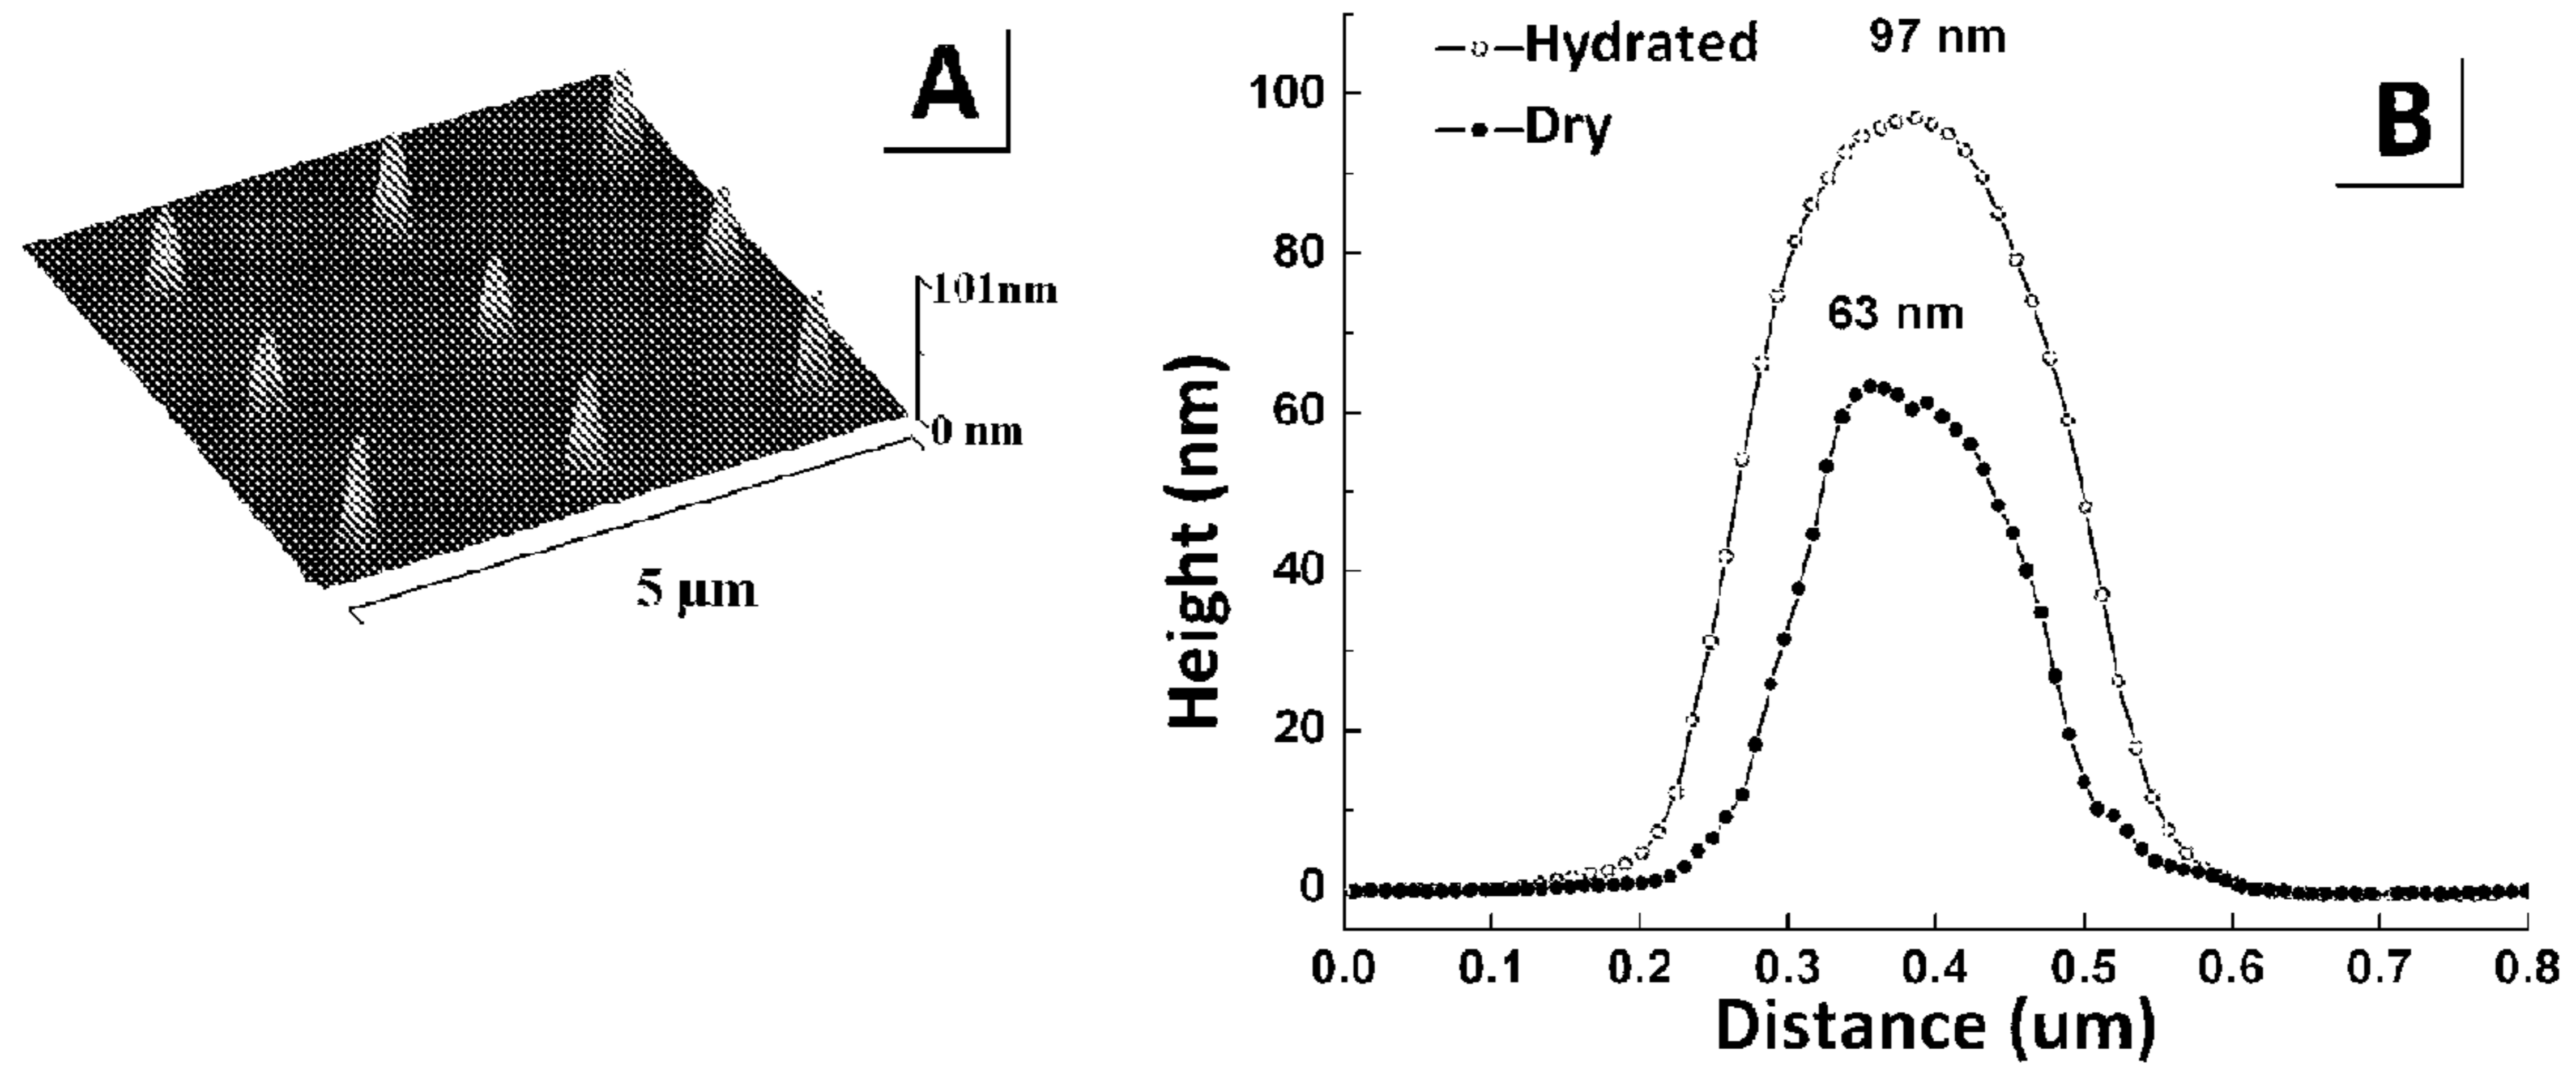 A
101nm
0 nm
5 μm
Hydrated
Dry
97 nm
63 nm
B
Height (nm)
100
80
60
40
20
0
0.0 0.1 0.2 0.3 0.4 0.5 0.6 0.7 0.8
Distance (um)